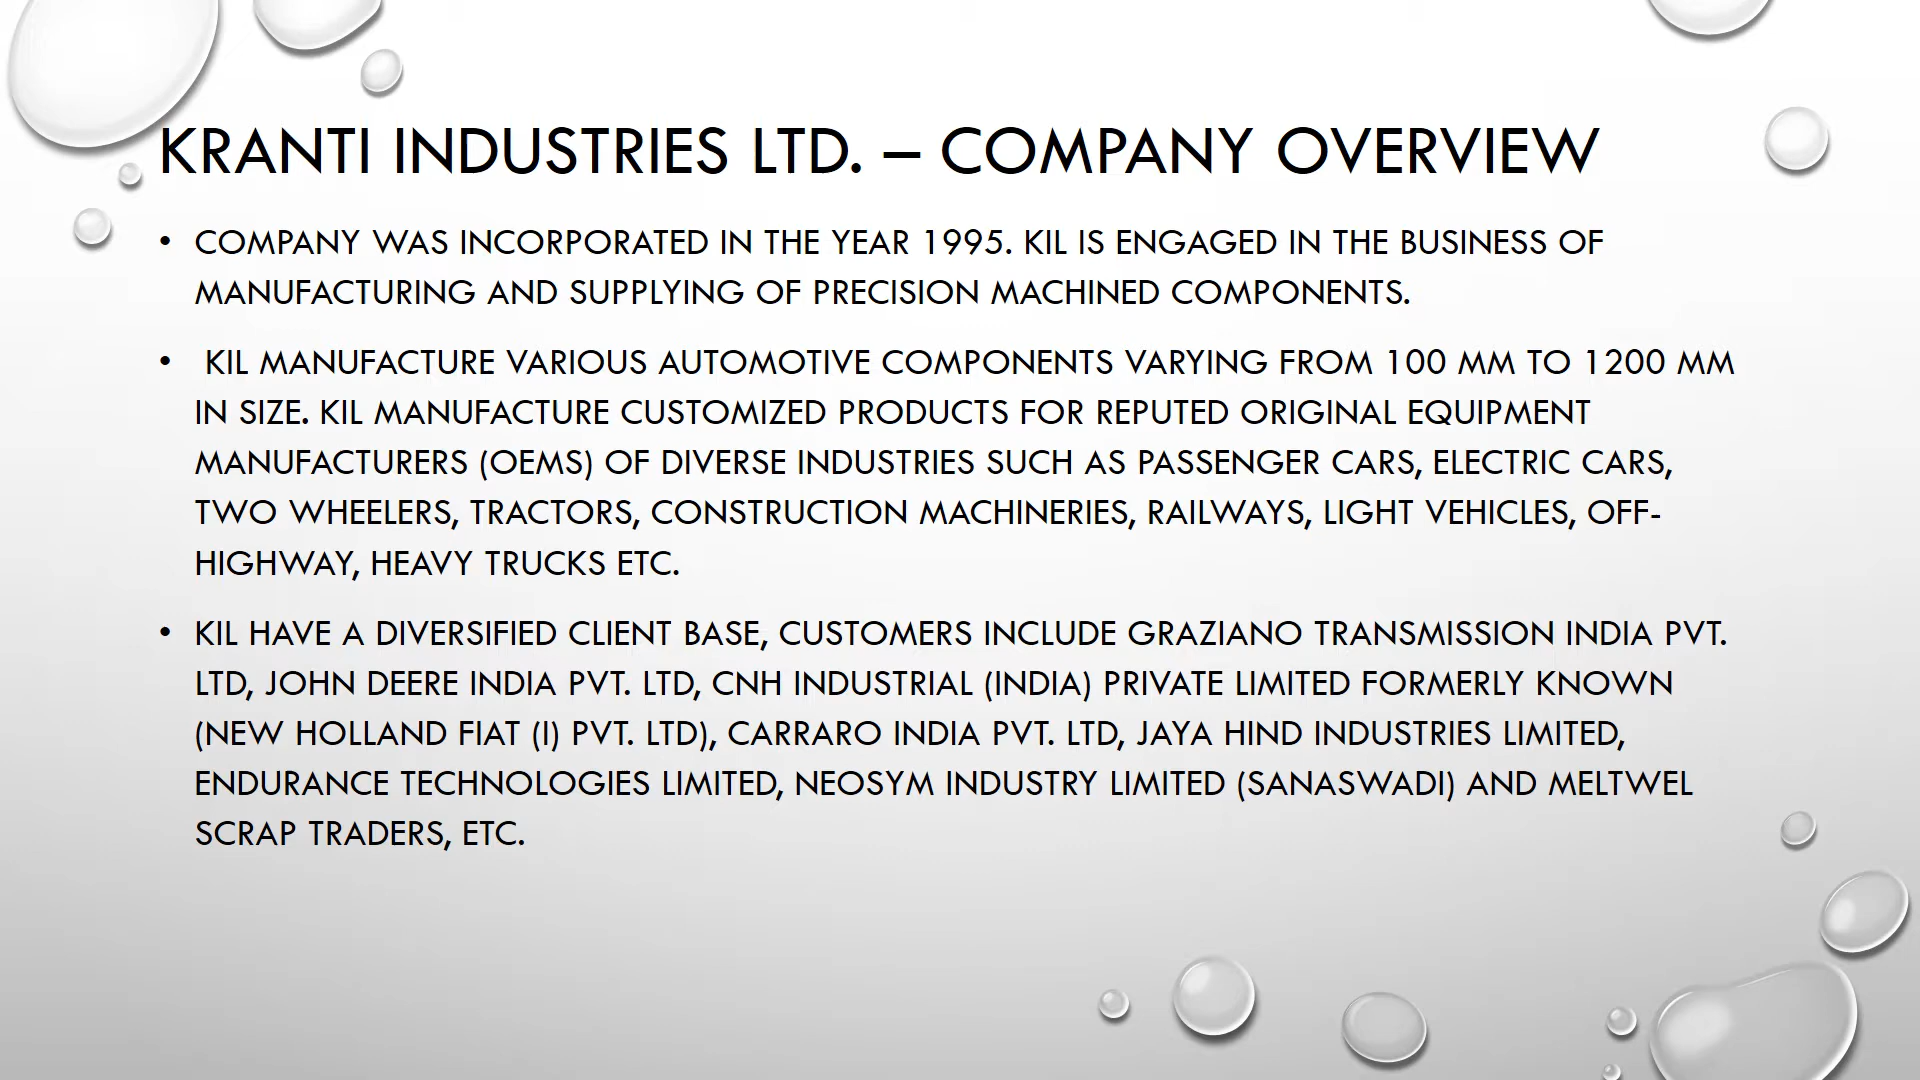 KRANTI INDUSTRIES LTD. – COMPANY OVERVIEW
• COMPANY WAS INCORPORATED IN THE YEAR 1995. KIL IS ENGAGED IN THE BUSINESS OF
MANUFACTURING AND SUPPLYING OF PRECISION MACHINED COMPONENTS.
• KIL MANUFACTURE VARIOUS AUTOMOTIVE COMPONENTS VARYING FROM 100 MM TO 1200 MM
IN SIZE. KIL MANUFACTURE CUSTOMIZED PRODUCTS FOR REPUTED ORIGINAL EQUIPMENT
MANUFACTURERS (OEMS) OF DIVERSE INDUSTRIES SUCH AS PASSENGER CARS, ELECTRIC CARS,
TWO WHEELERS, TRACTORS, CONSTRUCTION MACHINERIES, RAILWAYS, LIGHT VEHICLES, OFF-
HIGHWAY, HEAVY TRUCKS ETC.
• KIL HAVE A DIVERSIFIED CLIENT BASE, CUSTOMERS INCLUDE GRAZIANO TRANSMISSION INDIA PVT.
LTD, JOHN DEERE INDIA PVT. LTD, CNH INDUSTRIAL (INDIA) PRIVATE LIMITED FORMERLY KNOWN
(NEW HOLLAND FIAT (I) PVT. LTD), CARRARO INDIA PVT. LTD, JAYA HIND INDUSTRIES LIMITED,
ENDURANCE TECHNOLOGIES LIMITED, NEOSYM INDUSTRY LIMITED (SANASWADI) AND MELTWEL
SCRAP TRADERS, ETC.